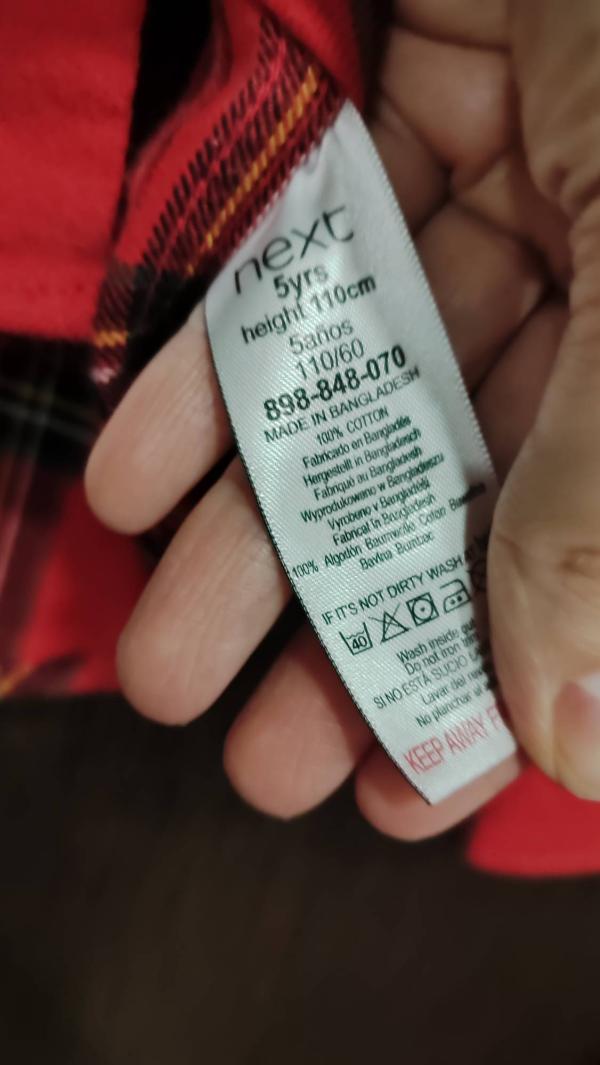 next
5yrs
height 110cm
5años
110/60
898-848-070
MADE IN BANGLADESH
100% COTTON
Fabricado en Bangladés
Hergestellt in Bangladesch
Fabriqué au Bangladesh
Wyprodukowano w Bangladeszu
Vyrobeno v Bangladéši
Fabricat în Bangladesh
100% Algodón Baumwolle Coton Bawełna
Bavlna Bumbac
IF IT'S NOT DIRTY WASH AT
40
Wash inside
Do not iron
SI NO ESTÁ SUCIO
Lavar del
No planchar
KEEP AWAY